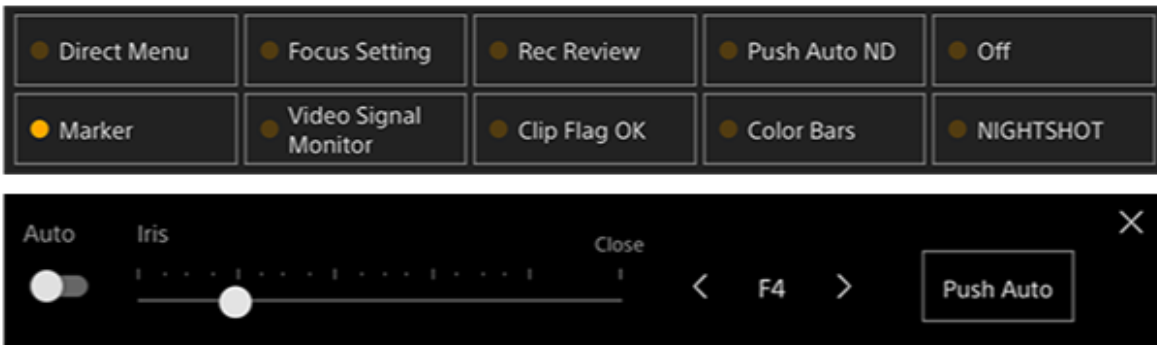 Direct Menu
Focus Setting
Rec Review
Push Auto ND
Off
Marker
Video Signal
Monitor
Clip Flag OK
Color Bars
NIGHTSHOT
Auto
Iris
Close
F4
Push Auto